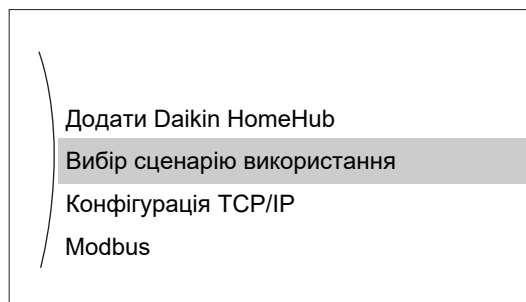 Додати Daikin HomeHub
Вибір сценарію використання
Конфігурація TCP/IP
Modbus